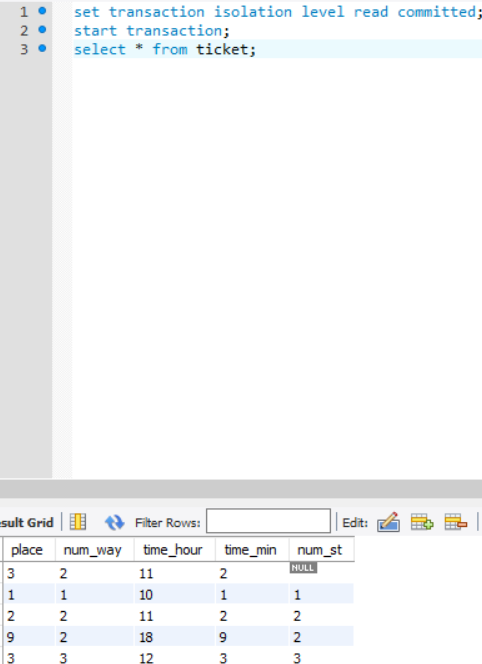 1 set transaction isolation level read committed;
2 start transaction;
3 select * from ticket;
sult Grid Filter Rows: Edit:
place num_way time_hour time_min num_st
3 2 11 2 NULL
1 1 10 1 1
2 2 11 2 2
9 2 18 9 2
3 3 12 3 3